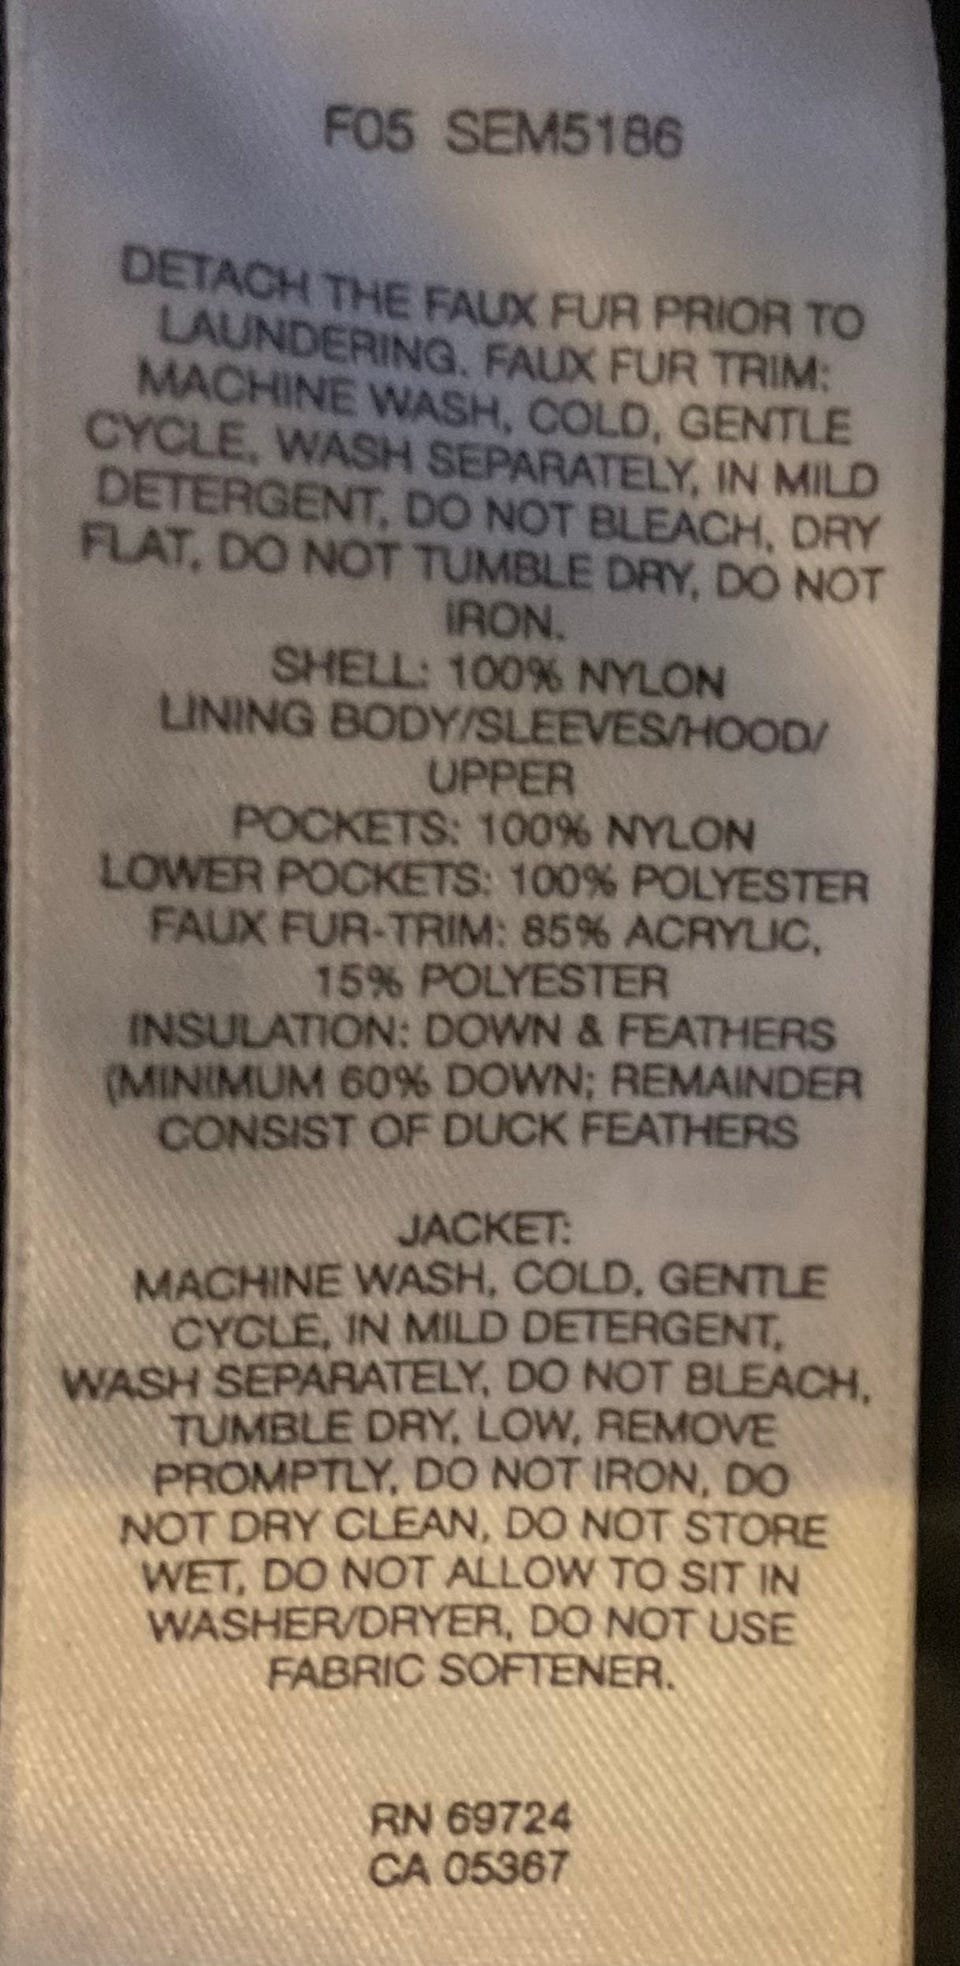 F05 SEM5186
DETACH THE FAUX FUR PRIOR TO
LAUNDERING. FAUX FUR TRIM:
MACHINE WASH, COLD, GENTLE
CYCLE, WASH SEPARATELY, IN MILD
DETERGENT, DO NOT BLEACH, DRY
FLAT, DO NOT TUMBLE DRY, DO NOT
IRON.
SHELL: 100% NYLON
LINING BODY/SLEEVES/HOOD/
UPPER
POCKETS: 100% NYLON
LOWER POCKETS: 100% POLYESTER
FAUX FUR-TRIM: 85% ACRYLIC,
15% POLYESTER
INSULATION: DOWN & FEATHERS
(MINIMUM 60% DOWN; REMAINDER
CONSIST OF DUCK FEATHERS
JACKET:
MACHINE WASH, COLD, GENTLE
CYCLE, IN MILD DETERGENT,
WASH SEPARATELY, DO NOT BLEACH,
TUMBLE DRY, LOW, REMOVE
PROMPTLY, DO NOT IRON, DO
NOT DRY CLEAN, DO NOT STORE
WET, DO NOT ALLOW TO SIT IN
WASHER/DRYER, DO NOT USE
FABRIC SOFTENER.
RN 69724
CA 05367